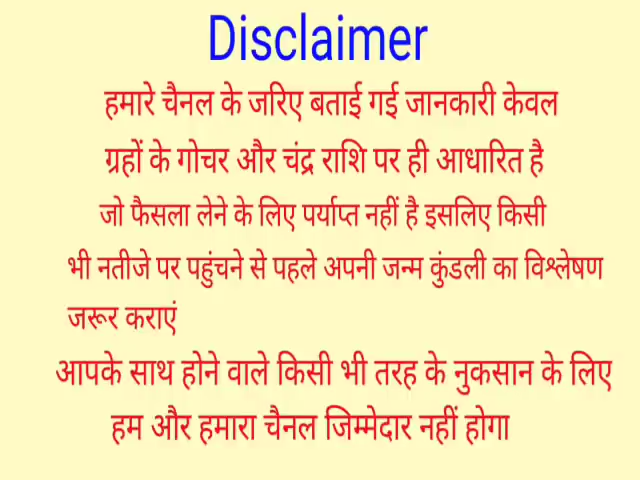 Disclaimer
हमारे चैनल के जरिए बताई गई जानकारी केवल
ग्रहों के गोचर और चंद्र राशि पर ही आधारित है
जो फैसला लेने के लिए पर्याप्त नहीं है इसलिए किसी
भी नतीजे पर पहुंचने से पहले अपनी जन्म कुंडली का विश्लेषण
जरूर कराएं
आपके साथ होने वाले किसी भी तरह के नुकसान के लिए
हम और हमारा चैनल जिम्मेदार नहीं होगा